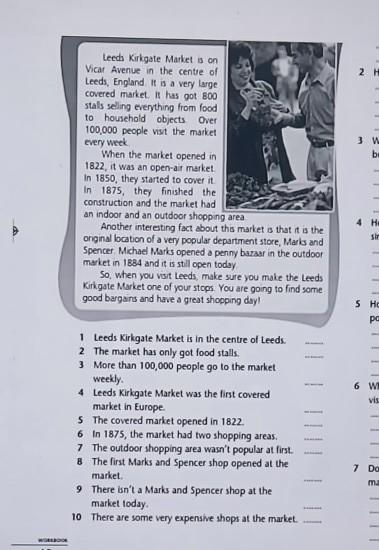 Leeds Kirkgate Market is on
Vicar Avenue in the centre of
Leeds, England. It is a very large
covered market. It has got 800
stalls selling everything from food
to household objects. Over
100,000 people visit the market
every week.
When the market opened in
1822, it was an open-air market.
In 1850, they started to cover it.
In 1875, they finished the
construction and the market had
an indoor and an outdoor shopping area.
Another interesting fact about this market is that it is the
original location of a very popular department store, Marks and
Spencer. Michael Marks opened a penny bazaar in the outdoor
market in 1884 and it is still open today.
So, when you visit Leeds, make sure you make the Leeds
Kirkgate Market one of your stops. You are going to find some
good bargains and have a great shopping day!
1 Leeds Kirkgate Market is in the centre of Leeds. ......
2 The market has only got food stalls. ......
3 More than 100,000 people go to the market
weekly. ......
4 Leeds Kirkgate Market was the first covered
market in Europe. ......
5 The covered market opened in 1822. ......
6 In 1875, the market had two shopping areas. ......
7 The outdoor shopping area wasn't popular at first. ......
8 The first Marks and Spencer shop opened at the
market. ......
9 There isn't a Marks and Spencer shop at the
market today. ......
10 There are some very expensive shops at the market. ......
WORKBOOK
2 H
3 W
b
4 H
sir
5 Ho
po
6 W
vis
7 Do
ma